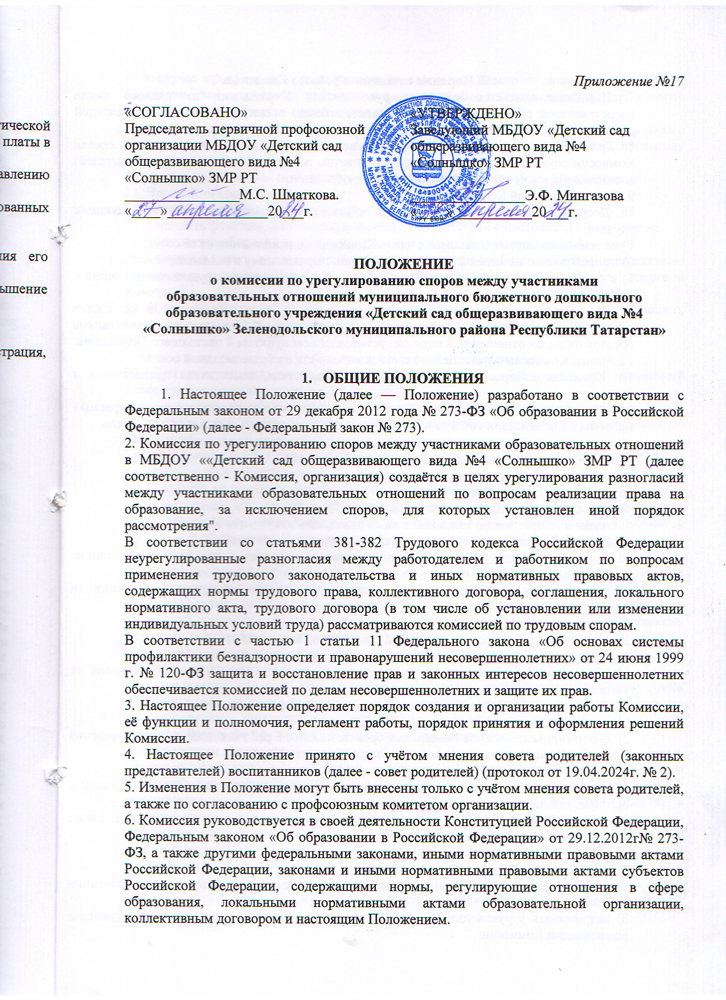 Приложение №17
«СОГЛАСОВАНО»
Председатель первичной профсоюзной
организации МБДОУ «Детский сад
общеразвивающего вида №4
«Солнышко» ЗМР РТ
________________М.С. Шматкова.
«27»апреля 2024г.
«УТВЕРЖДЕНО»
Заведующий МБДОУ «Детский сад
общеразвивающего вида №4
«Солнышко» ЗМР РТ
________________Э.Ф. Мингазова
«    »апреля 2024г.
гической
платы в
авлению
ованных
ния его
ышение
страция,
ПОЛОЖЕНИЕ
о комиссии по урегулированию споров между участниками
образовательных отношений муниципального бюджетного дошкольного
образовательного учреждения «Детский сад общеразвивающего вида №4
«Солнышко» Зеленодольского муниципального района Республики Татарстан»
1. ОБЩИЕ ПОЛОЖЕНИЯ
1. Настоящее Положение (далее — Положение) разработано в соответствии с
Федеральным законом от 29 декабря 2012 года № 273-ФЗ «Об образовании в Российской
Федерации» (далее - Федеральный закон № 273).
2. Комиссия по урегулированию споров между участниками образовательных отношений
в МБДОУ ««Детский сад общеразвивающего вида №4 «Солнышко» ЗМР РТ (далее
соответственно - Комиссия, организация) создаётся в целях урегулирования разногласий
между участниками образовательных отношений по вопросам реализации права на
образование, за исключением споров, для которых установлен иной порядок
рассмотрения".
В соответствии со статьями 381-382 Трудового кодекса Российской Федерации
неурегулированные разногласия между работодателем и работником по вопросам
применения трудового законодательства и иных нормативных правовых актов,
содержащих нормы трудового права, коллективного договора, соглашения, локального
нормативного акта, трудового договора (в том числе об установлении или изменении
индивидуальных условий труда) рассматриваются комиссией по трудовым спорам.
В соответствии с частью 1 статьи 11 Федерального закона «Об основах системы
профилактики безнадзорности и правонарушений несовершеннолетних» от 24 июня 1999
г. № 120-ФЗ защита и восстановление прав и законных интересов несовершеннолетних
обеспечивается комиссией по делам несовершеннолетних и защите их прав.
3. Настоящее Положение определяет порядок создания и организации работы Комиссии,
её функции и полномочия, регламент работы, порядок принятия и оформления решений
Комиссии.
4. Настоящее Положение принято с учётом мнения совета родителей (законных
представителей) воспитанников (далее - совет родителей) (протокол от 19.04.2024г. № 2).
5. Изменения в Положение могут быть внесены только с учётом мнения совета родителей,
а также по согласованию с профсоюзным комитетом организации.
6. Комиссия руководствуется в своей деятельности Конституцией Российской Федерации,
Федеральным законом «Об образовании в Российской Федерации» от 29.12.2012г№ 273-
ФЗ, а также другими федеральными законами, иными нормативными правовыми актами
Российской Федерации, законами и иными нормативными правовыми актами субъектов
Российской Федерации, содержащими нормы, регулирующие отношения в сфере
образования, локальными нормативными актами образовательной организации,
коллективным договором и настоящим Положением.